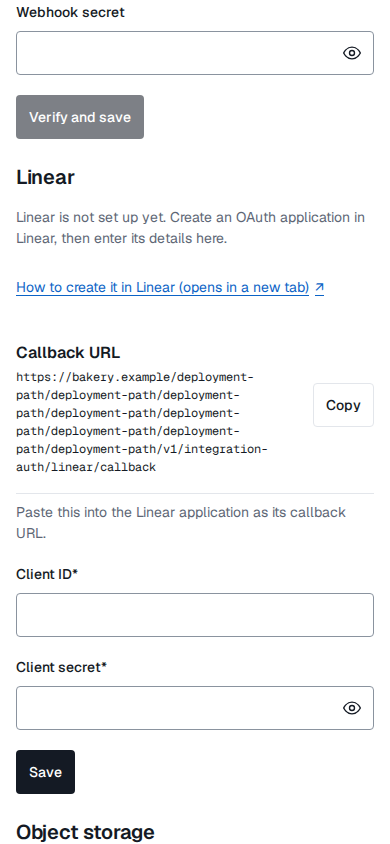 Webhook secret
Verify and save
Linear
Linear is not set up yet. Create an OAuth application in
Linear, then enter its details here.
How to create it in Linear (opens in a new tab) ↗
Callback URL
https://bakery.example/deployment-
path/deployment-path/deployment-
path/deployment-path/deployment-
path/deployment-path/deployment-
path/deployment-path/v1/integration-
auth/linear/callback
Copy
Paste this into the Linear application as its callback
URL.
Client ID*
Client secret*
Save
Object storage